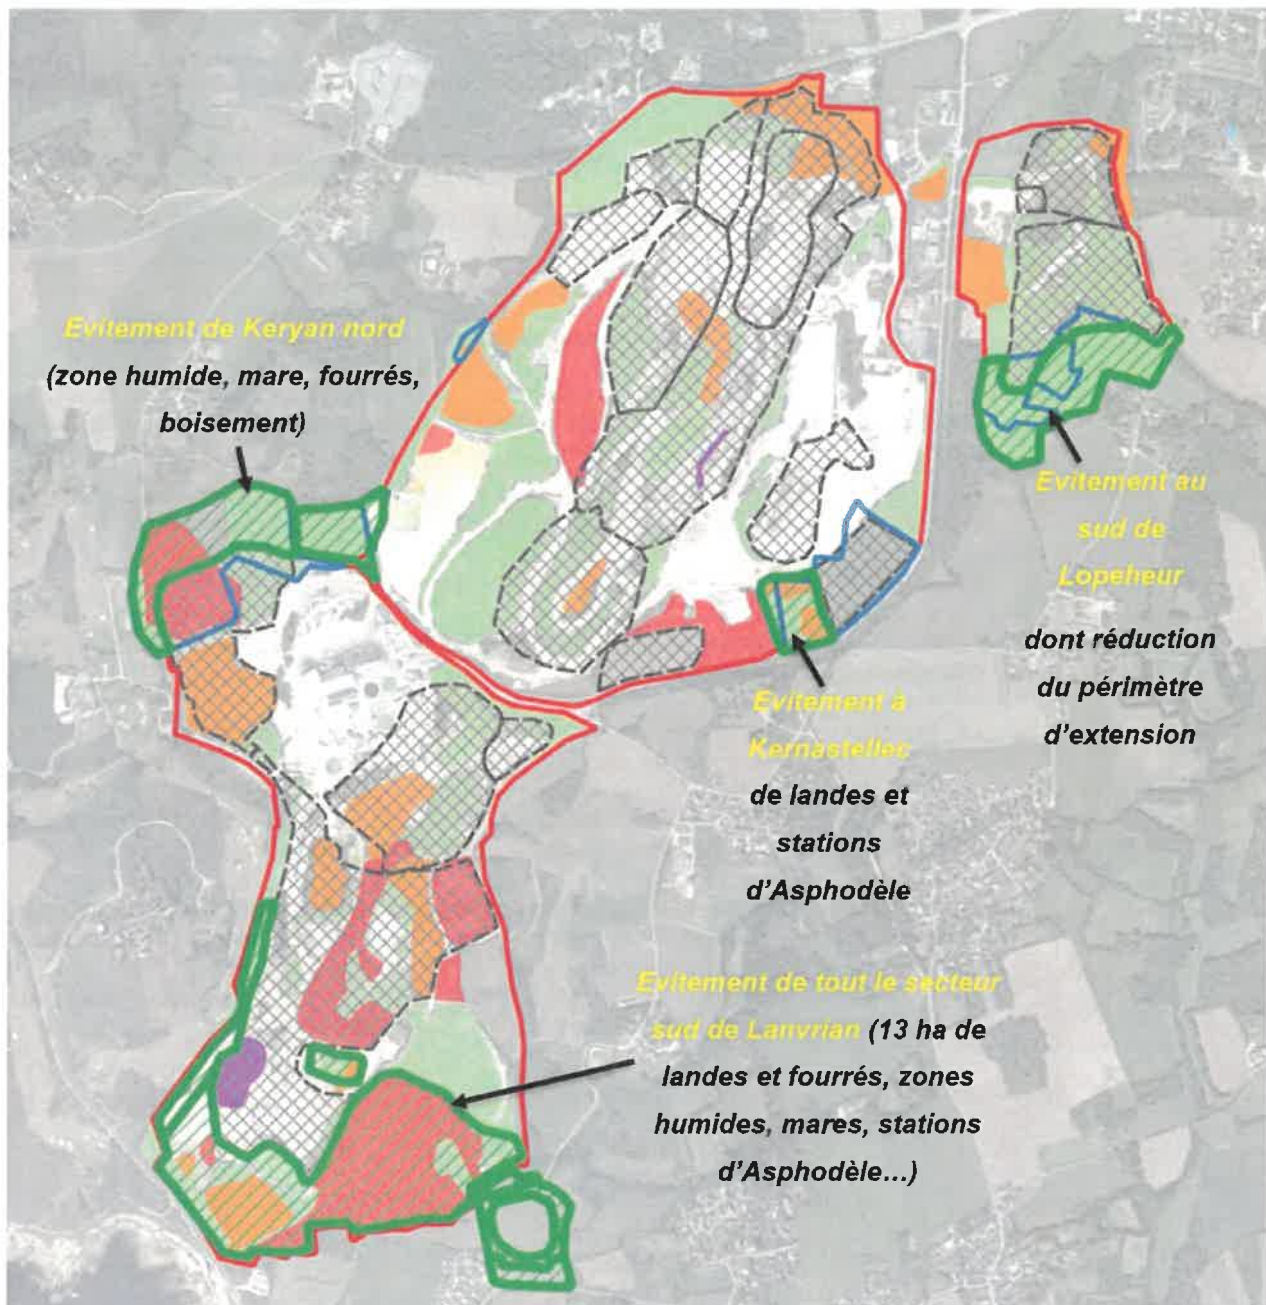 Evitement de Keryan nord
(zone humide, mare, fourrés,
boisement)
Evitement au
sud de
Lopeheur
dont réduction
du périmètre
d'extension
Evitement à
Kernastellec
de landes et
stations
d'Asphodèle
Evitement de tout le secteur
sud de Lanvrian (13 ha de
landes et fourrés, zones
humides, mares, stations
d'Asphodèle...)